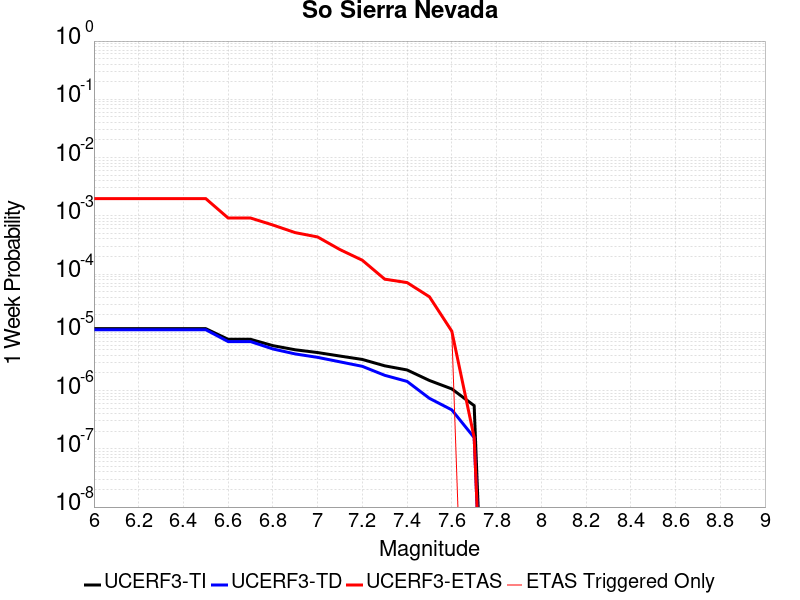 So Sierra Nevada
10^0
10^-1
10^-2
10^-3
10^-4
10^-5
10^-6
10^-7
10^-8
1 Week Probability
6 6.2 6.4 6.6 6.8 7 7.2 7.4 7.6 7.8 8 8.2 8.4 8.6 8.8 9
Magnitude
UCERF3-TI UCERF3-TD UCERF3-ETAS ETAS Triggered Only